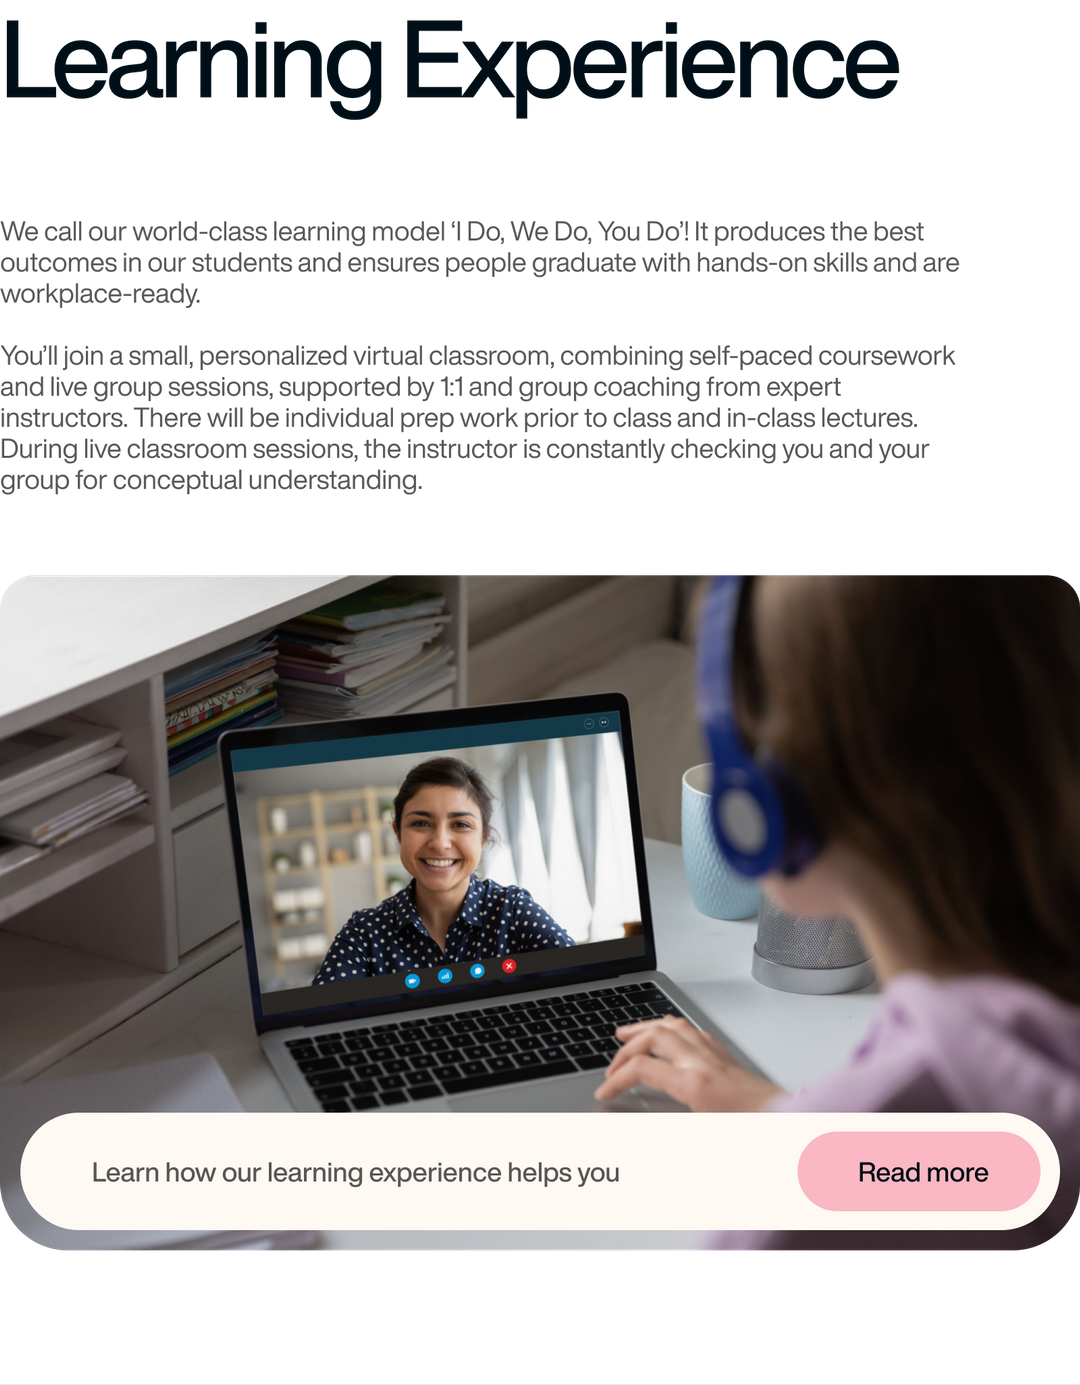 Learning Experience
We call our world-class learning model ‘I Do, We Do, You Do’! It produces the best
outcomes in our students and ensures people graduate with hands-on skills and are
workplace-ready.
You’ll join a small, personalized virtual classroom, combining self-paced coursework
and live group sessions, supported by 1:1 and group coaching from expert
instructors. There will be individual prep work prior to class and in-class lectures.
During live classroom sessions, the instructor is constantly checking you and your
group for conceptual understanding.
Learn how our learning experience helps you
Read more